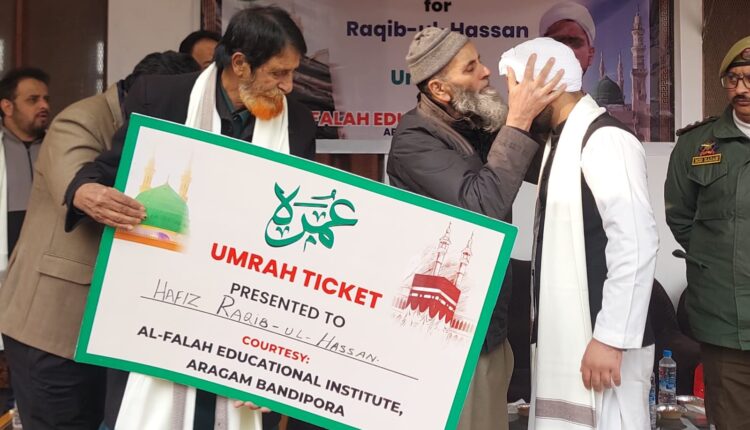 for
Raqib-ul-Hassan
FALAH EDU
عمرہ
UMRAH TICKET
PRESENTED TO
HAFIZ RAQIB-UL-HASSAN.
COURTESY:
AL-FALAH EDUCATIONAL INSTITUTE,
ARAGAM BANDIPORA